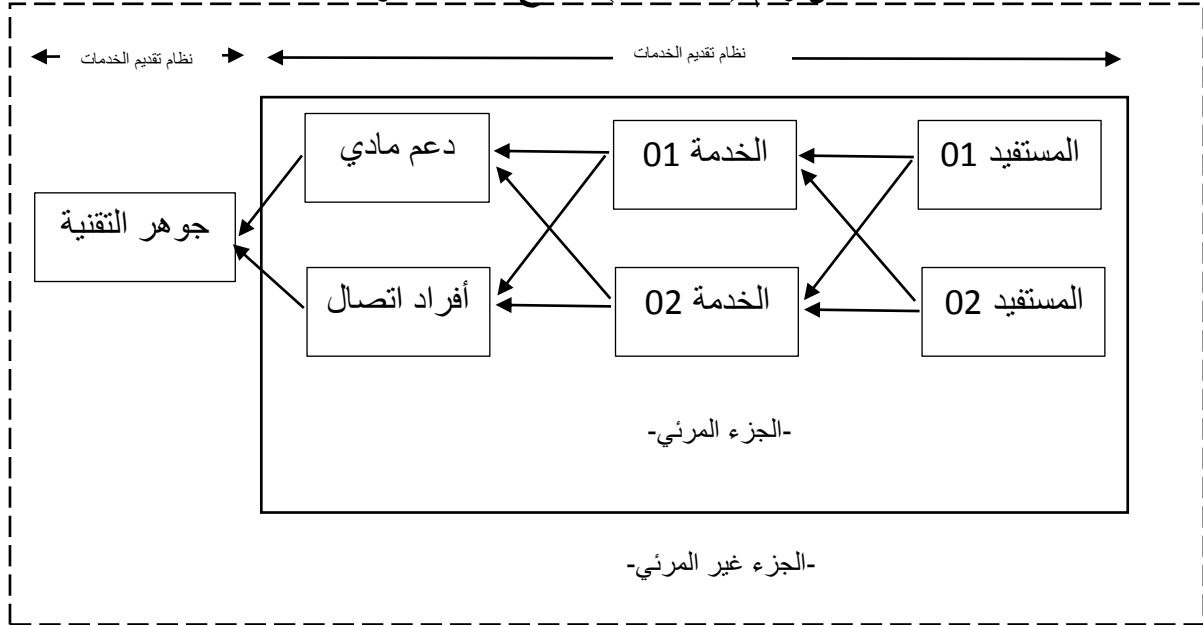 نظام تقديم الخدمات
نظام تقديم الخدمات
المستفيد 01
الخدمة 01
دعم مادي
جوهر التقنية
المستفيد 02
الخدمة 02
أفراد اتصال
-الجزء المرئي-
-الجزء غير المرئي-